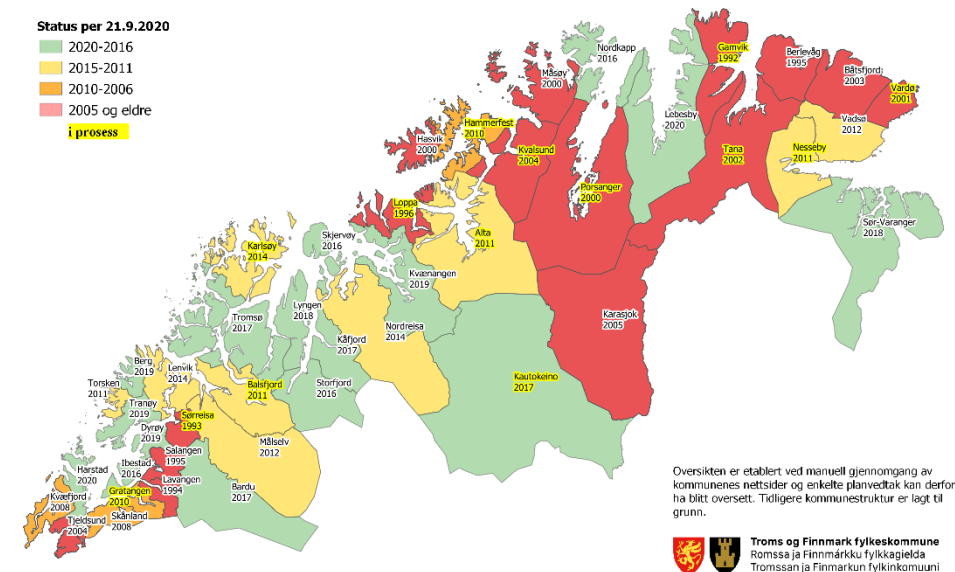 Status per 21.9.2020
2020-2016
2015-2011
2010-2006
2005 og eldre
i prosess
Nordkapp
2016
Gamvik
1992
Berlevåg
1995
Båtsfjord
2003
Vardø
2001
Måsøy
2000
Lebesby
2020
Vadsø
2012
Hammerfest
2010
Hasvik
2000
Kvalsund
2004
Tana
2002
Nesseby
2011
Porsanger
2000
Loppa
1996
Sør-Varanger
2018
Alta
2011
Skjervøy
2016
Karlsøy
2014
Kvænangen
2019
Lyngen
2018
Tromsø
2017
Karasjok
2005
Nordreisa
2014
Kåfjord
2017
Berg
2019
Lenvik
2014
Kautokeino
2017
Torsken
2011
Balsfjord
2011
Storfjord
2016
Tranøy
2019
Sørreisa
1993
Dyrøy
2019
Målselv
2012
Salangen
1995
Ibestad
2016
Harstad
2020
Lavangen
1994
Bardu
2017
Kvæfjord
2008
Gratangen
2010
Skånland
2008
Tjeldsund
2004
Oversikten er etablert ved manuell gjennomgang av
kommunenes nettsider og enkelte planvedtak kan derfor
ha blitt oversett. Tidligere kommunestruktur er lagt til
grunn.
Troms og Finnmark fylkeskommune
Romssa ja Finnmárkku fylkkagielda
Tromssan ja Finmarkun fylkinkomuuni